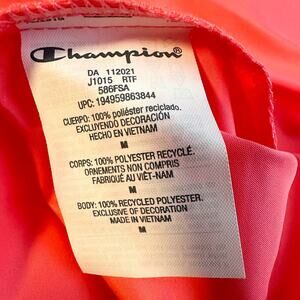 Champion
DA 112021
J1015 RTF
586FSA
UPC: 194959863844
CUERPO: 100% poliéster reciclado.
EXCLUYENDO DECORACIÓN
HECHO EN VIETNAM
M
CORPS: 100% POLYESTER RECYCLÉ.
ORNEMENTS NON COMPRIS
FABRIQUÉ AU VIÊT-NAM
M
BODY: 100% RECYCLED POLYESTER.
EXCLUSIVE OF DECORATION
MADE IN VIETNAM
M